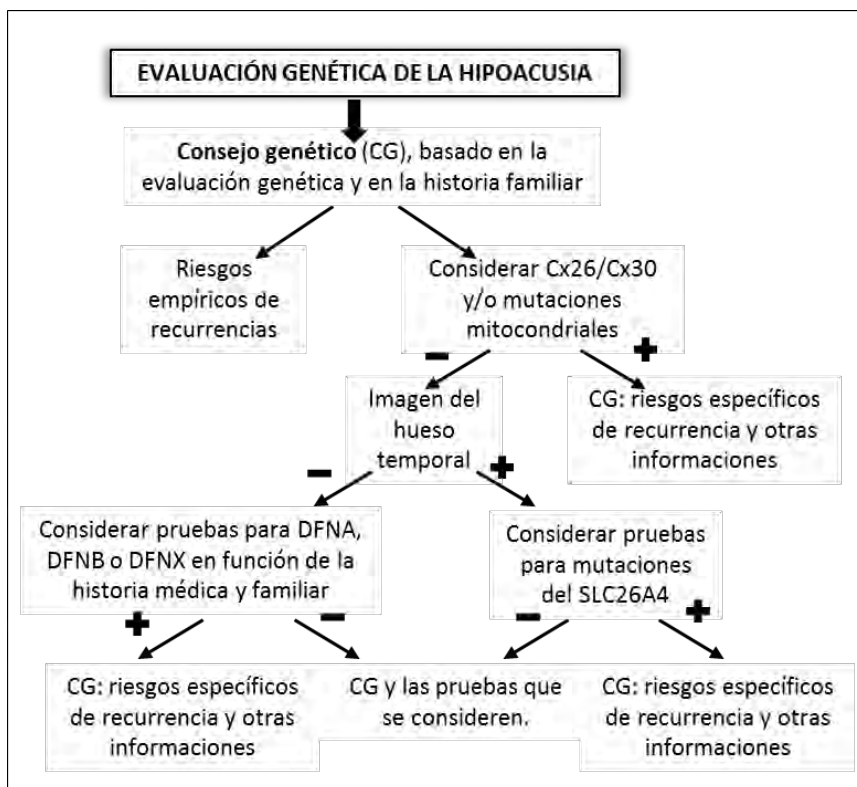 EVALUACIÓN GENÉTICA DE LA HIPOACUSIA
Consejo genético (CG), basado en la
evaluación genética y en la historia familiar
Riesgos
empíricos de
recurrencias
Considerar Cx26/Cx30
y/o mutaciones
mitocondriales
− +
Imagen del
hueso
temporal
− +
CG: riesgos específicos
de recurrencia y otras
informaciones
Considerar pruebas para DFNA,
DFNB o DFNX en función de la
historia médica y familiar
+ −
Considerar pruebas
para mutaciones
del SLC26A4
− +
CG: riesgos específicos
de recurrencia y otras
informaciones
CG y las pruebas que
se consideren.
CG: riesgos específicos
de recurrencia y otras
informaciones